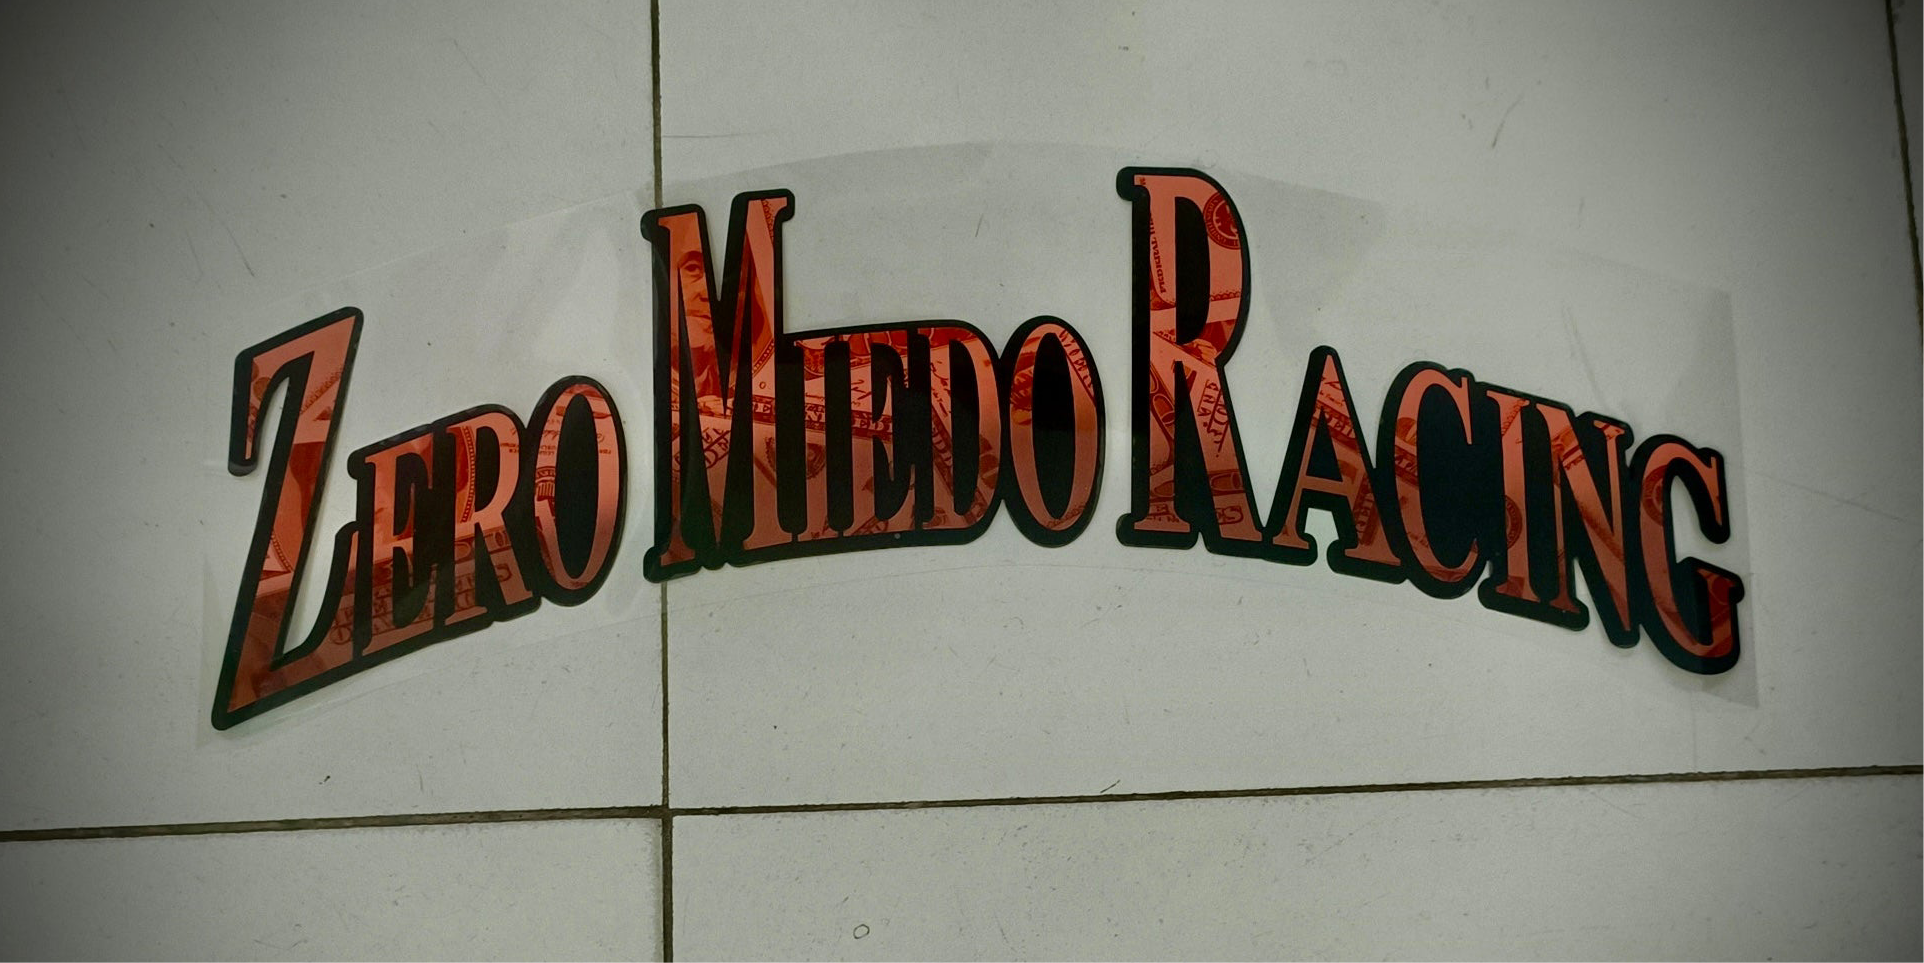 ZERO MIEDO RACING